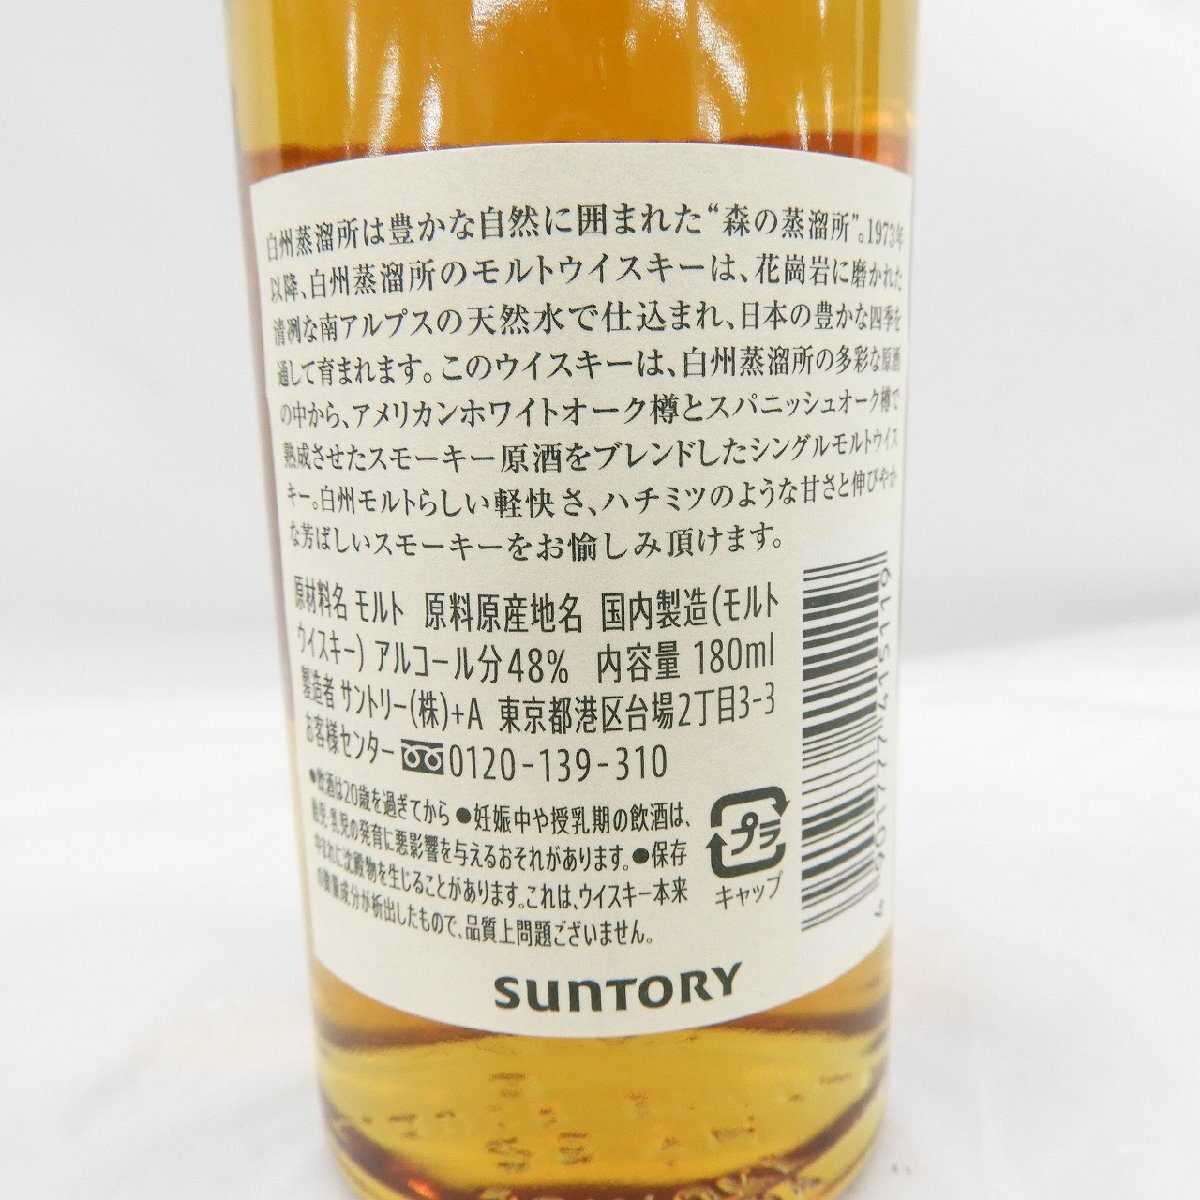 白州蒸溜所は豊かな自然に囲まれた“森の蒸溜所”。1973年
以降、白州蒸溜所のモルトウイスキーは、花崗岩に磨かれた
清冽な南アルプスの天然水で仕込まれ、日本の豊かな四季を
通して育まれます。このウイスキーは、白州蒸溜所の多彩な原酒
の中から、アメリカンホワイトオーク樽とスパニッシュオーク樽で
熟成させたスモーキー原酒をブレンドしたシングルモルトウイス
キー。白州モルトらしい軽快さ、ハチミツのような甘さと伸びやか
な芳ばしいスモーキーをお愉しみ頂けます。
原材料名 モルト 原料原産地名 国内製造(モルト
ウイスキー) アルコール分48% 内容量 180ml
製造者 サントリー(株)+A 東京都港区台場2丁目3-3
お客様センター 0120-139-310
●飲酒は20歳を過ぎてから ●妊娠中や授乳期の飲酒は、
胎児・乳児の発育に悪影響を与えるおそれがあります。●保存
中まれに沈殿物を生じることがあります。これは、ウイスキー本来
の微量成分が析出したもので、品質上問題ございません。
プラ
キャップ
4 901777 415119
SUNTORY